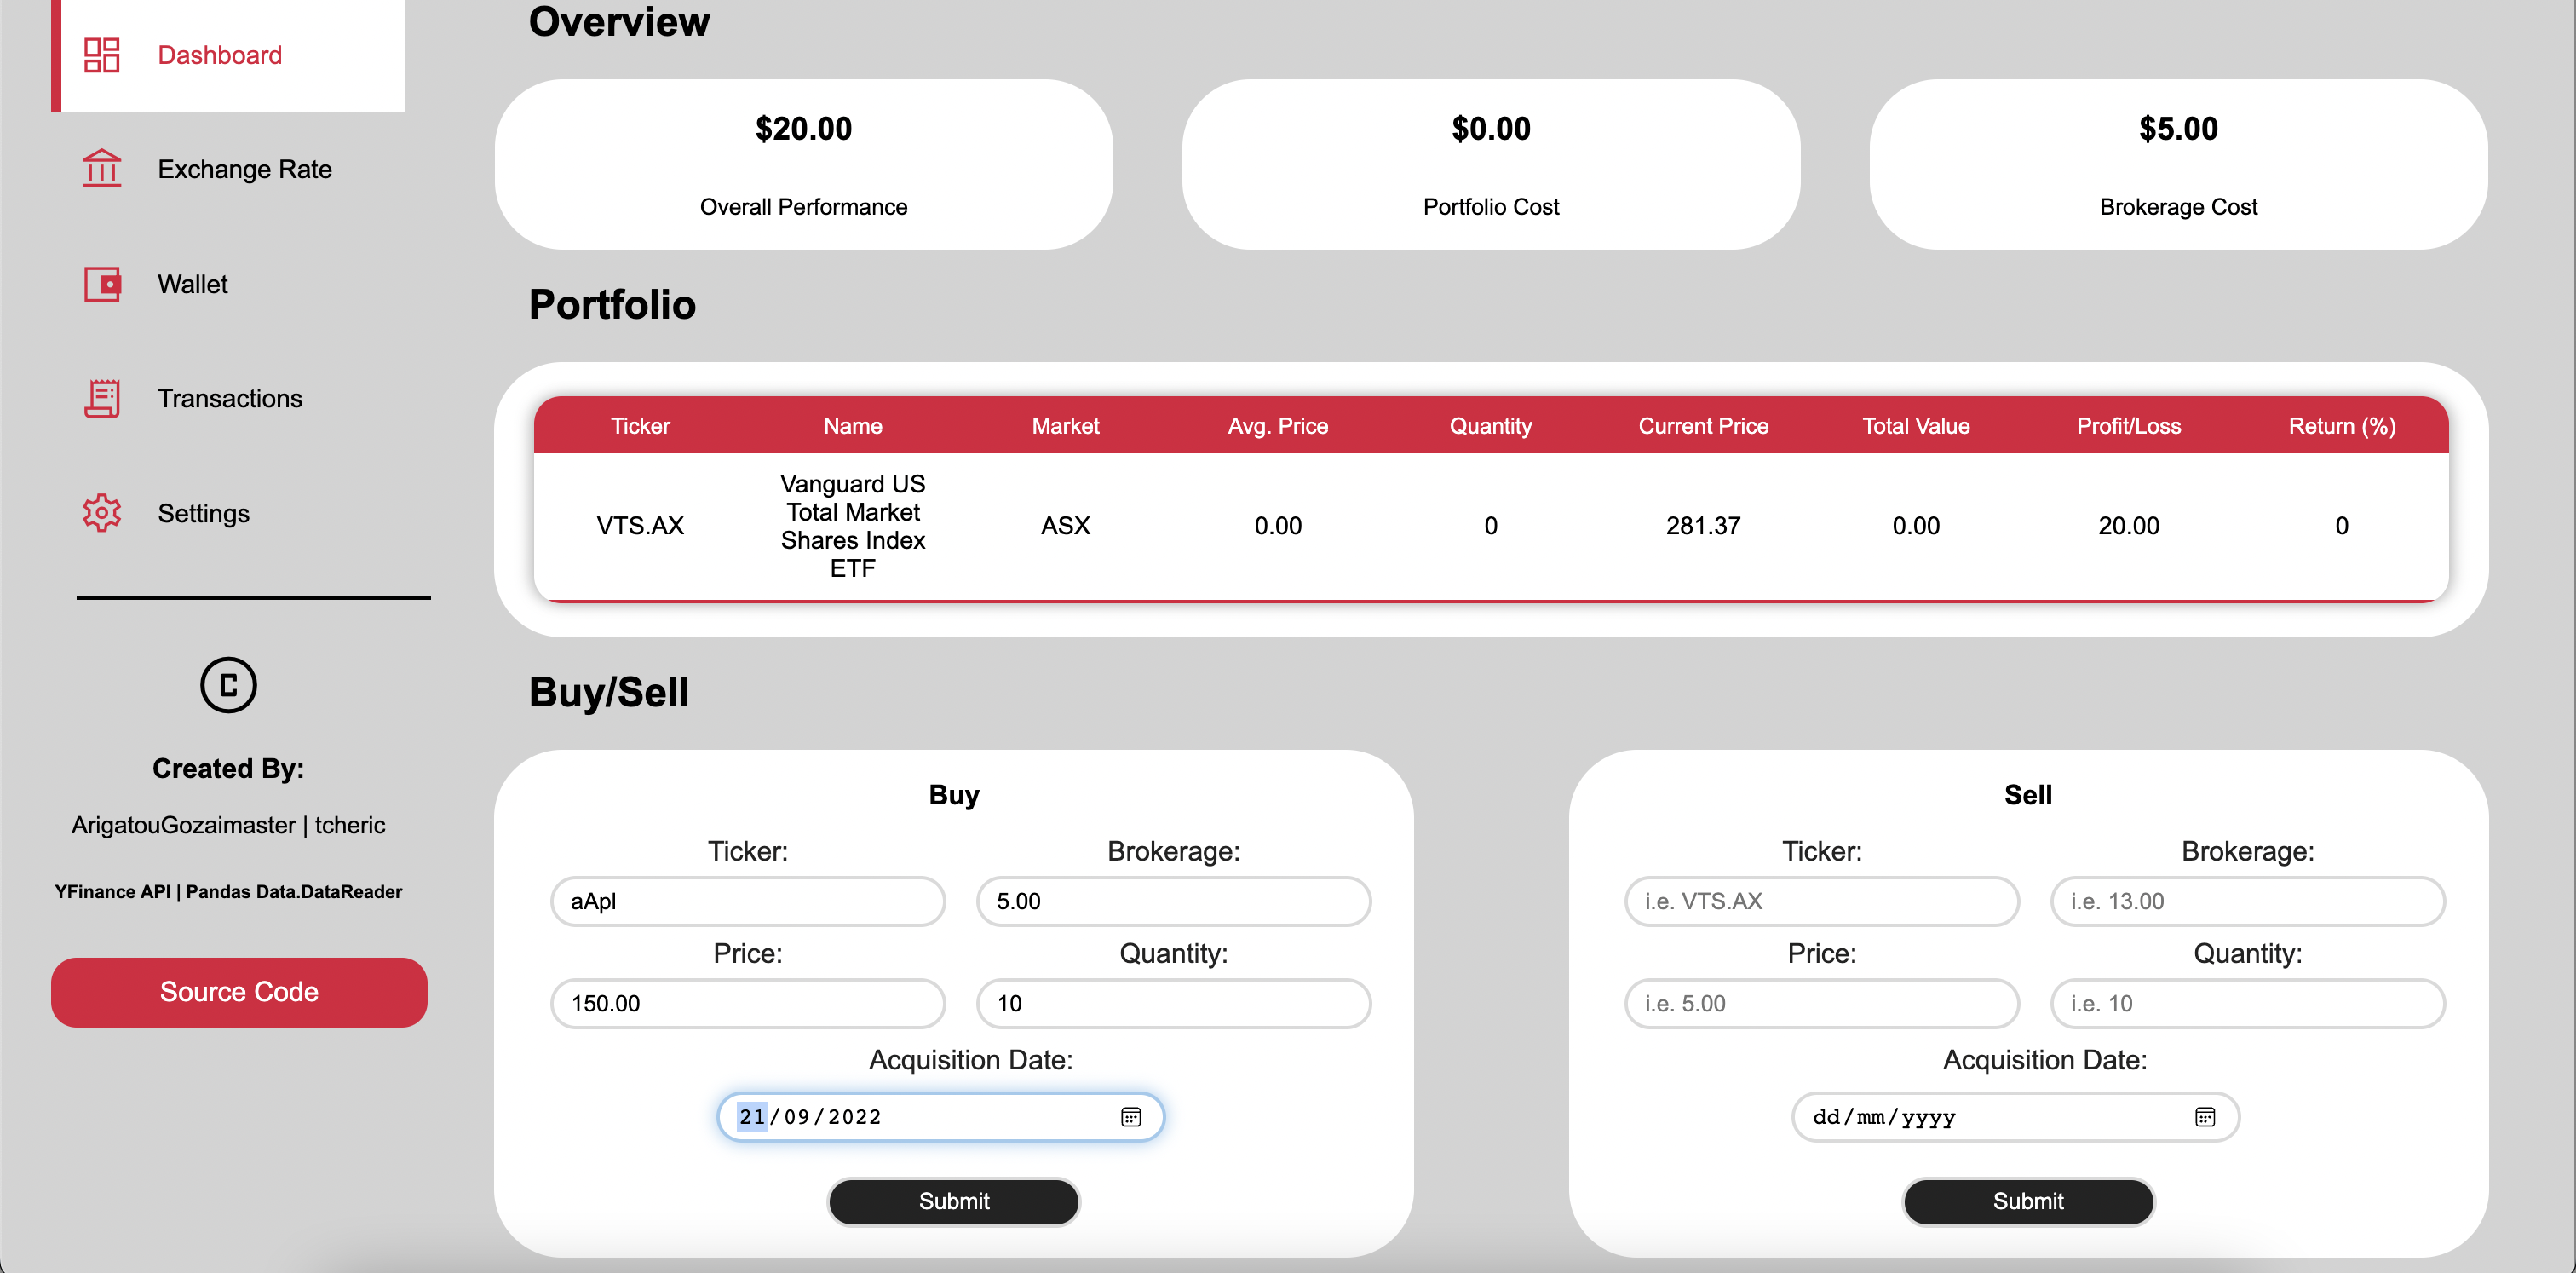 Dashboard
Exchange Rate
Wallet
Transactions
Settings
C
Created By:
ArigatouGozaimaster | tcheric
YFinance API | Pandas Data.DataReader
Source Code
Overview
$20.00
Overall Performance
$0.00
Portfolio Cost
$5.00
Brokerage Cost
Portfolio
Ticker Name Market Avg. Price Quantity Current Price Total Value Profit/Loss Return (%)
VTS.AX Vanguard US Total Market Shares Index ETF ASX 0.00 0 281.37 0.00 20.00 0
Buy/Sell
Buy
Ticker: Brokerage:
aApl 5.00
Price: Quantity:
150.00 10
Acquisition Date:
21/09/2022
Submit
Sell
Ticker: Brokerage:
i.e. VTS.AX i.e. 13.00
Price: Quantity:
i.e. 5.00 i.e. 10
Acquisition Date:
dd/mm/yyyy
Submit